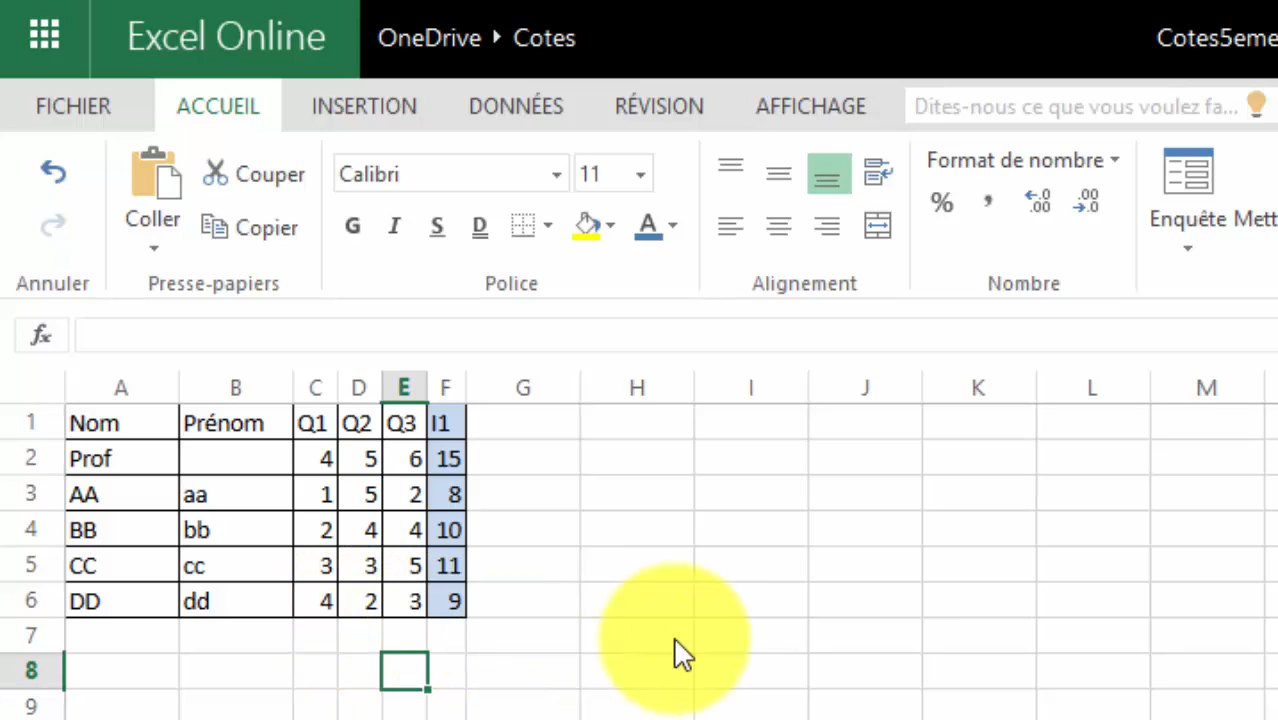 Excel Online OneDrive Cotes Cotes5eme
FICHIER ACCUEIL INSERTION DONNÉES RÉVISION AFFICHAGE Dites-nous ce que vous voulez fa...
Coller Couper Copier Calibri 11 G I S D A Format de nombre % , ←,0 ,00 ,00 →,0 Enquête Mett
Annuler Presse-papiers Police Alignement Nombre
fx
A B C D E F G H I J K L M
1 Nom Prénom Q1 Q2 Q3 I1
2 Prof 4 5 6 15
3 AA aa 1 5 2 8
4 BB bb 2 4 4 10
5 CC cc 3 3 5 11
6 DD dd 4 2 3 9
7
8
9